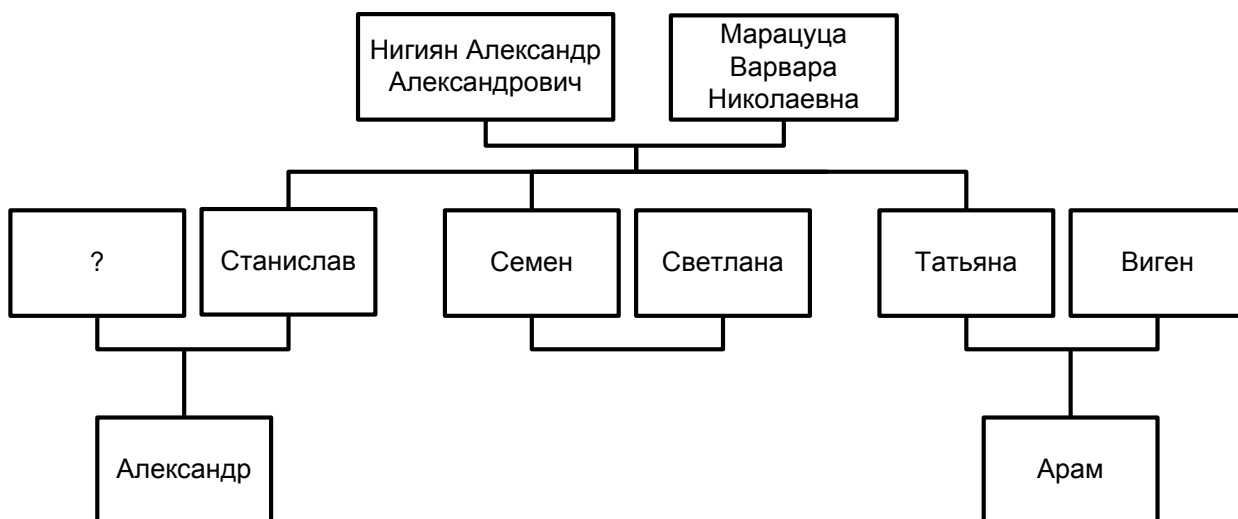 Нигиян Александр
Александрович
Марацуца
Варвара
Николаевна
?
Станислав
Семен
Светлана
Татьяна
Виген
Александр
Арам